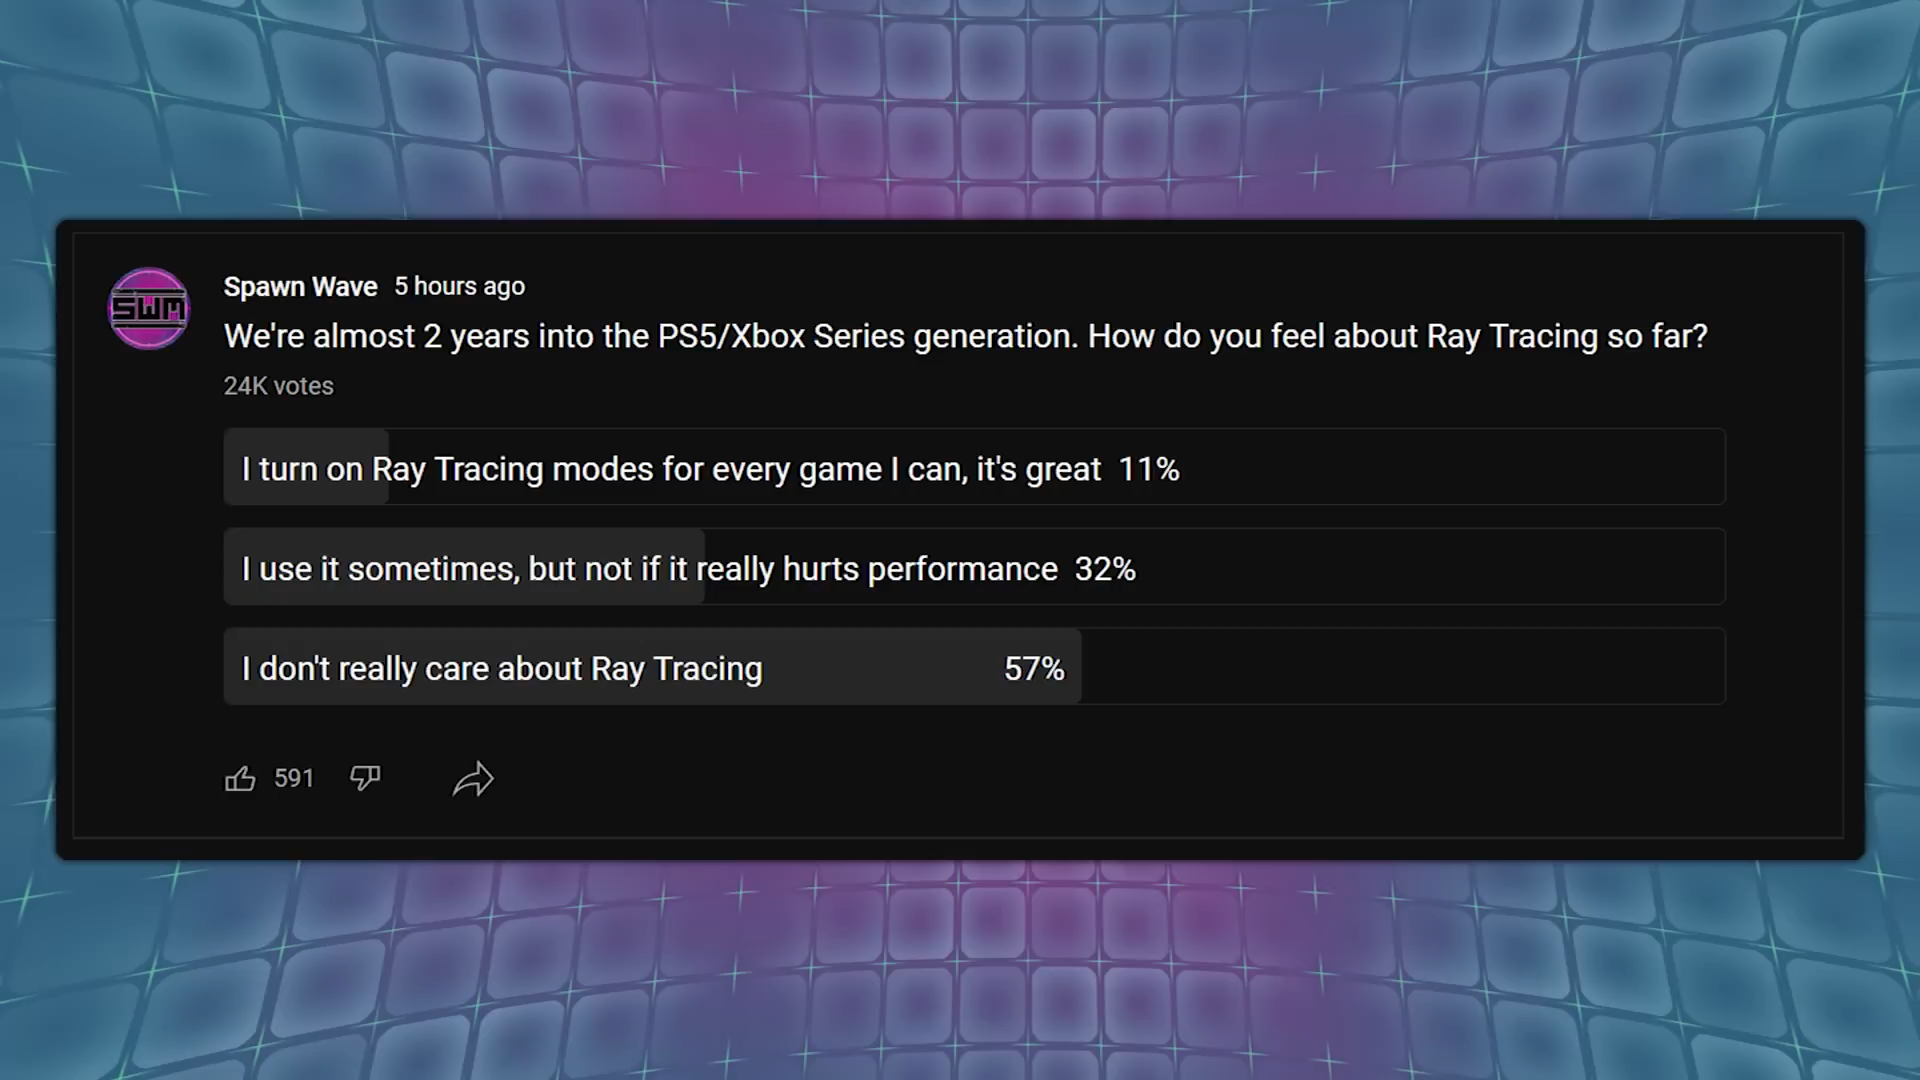 SWM
Spawn Wave 5 hours ago
We're almost 2 years into the PS5/Xbox Series generation. How do you feel about Ray Tracing so far?
24K votes
I turn on Ray Tracing modes for every game I can, it's great 11%
I use it sometimes, but not if it really hurts performance 32%
I don't really care about Ray Tracing 57%
591